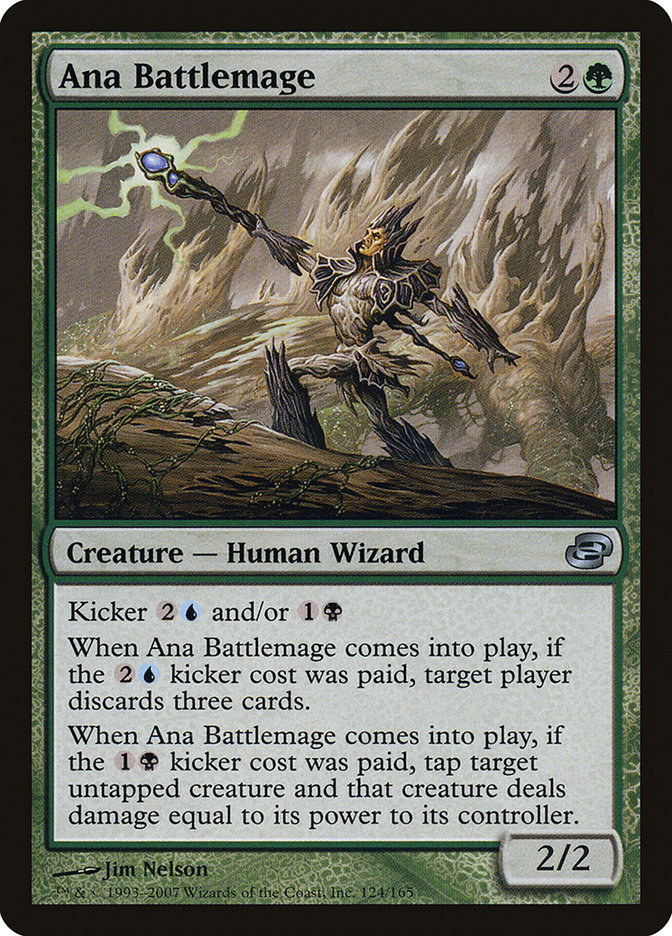 Ana Battlemage 2
Creature — Human Wizard
Kicker 2 and/or 1
When Ana Battlemage comes into play, if
the 2 kicker cost was paid, target player
discards three cards.
When Ana Battlemage comes into play, if
the 1 kicker cost was paid, tap target
untapped creature and that creature deals
damage equal to its power to its controller.
2/2
Jim Nelson
™ & © 1993–2007 Wizards of the Coast, Inc. 124/165